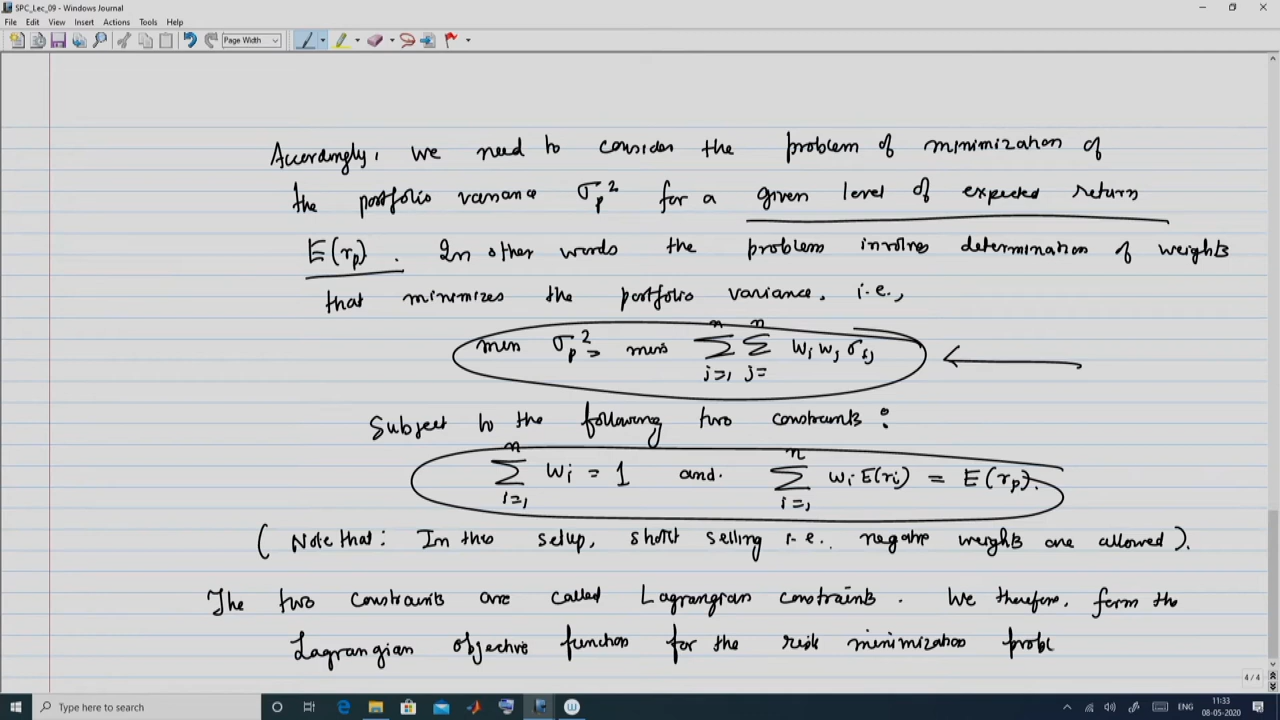 SPC_Lec_09 - Windows Journal
File Edit View Insert Actions Tools Help
Page Width
Accordingly, we need to consider the problem of minimization of
the portfolio variance σp² for a given level of expected return
E(rp). In other words the problem involves determination of weights
that minimizes the portfolio variance, i.e.,
min σp² = min ∑i=1n ∑j= n wi wj σij
Subject to the following two constraints:
∑i=1n wi = 1 and. ∑i=1n wi E(ri) = E(rp).
(Note that: In this setup, short selling i.e., negative weights are allowed).
The two constraints are called Lagrangian constraints. We therefore, form the
Lagrangian objective function for the risk minimization probl
4/4
Type here to search
ENG
11:33
08-05-2020